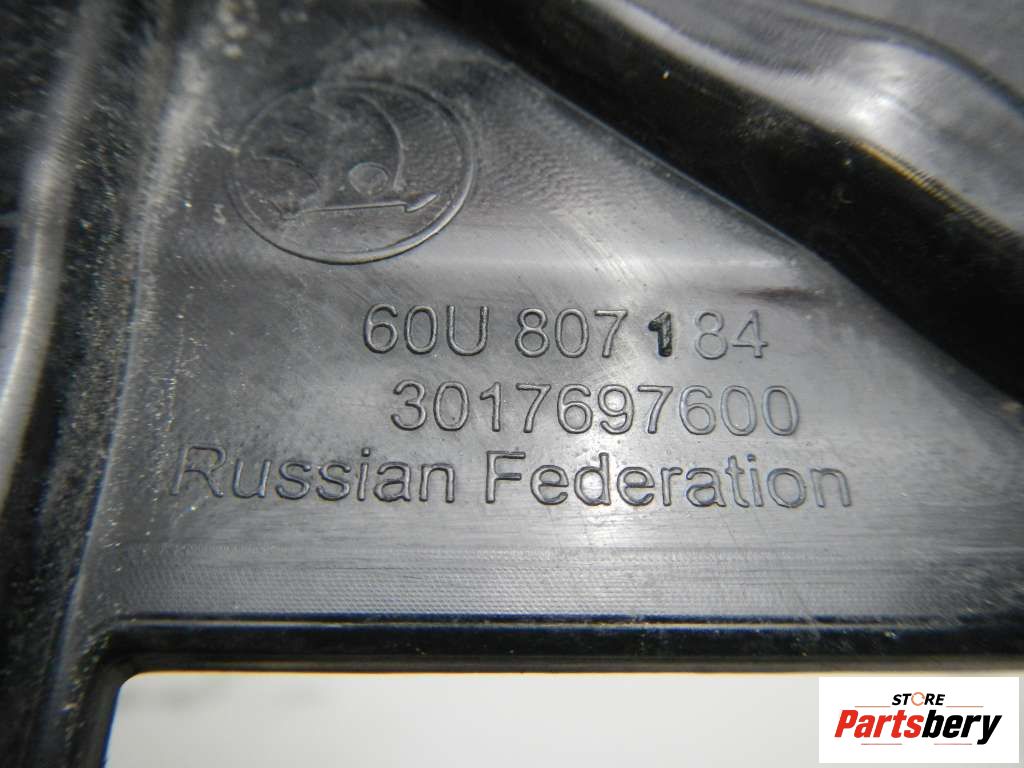 60U 807 184
3017697600
Russian Federation
STORE
Partsbery